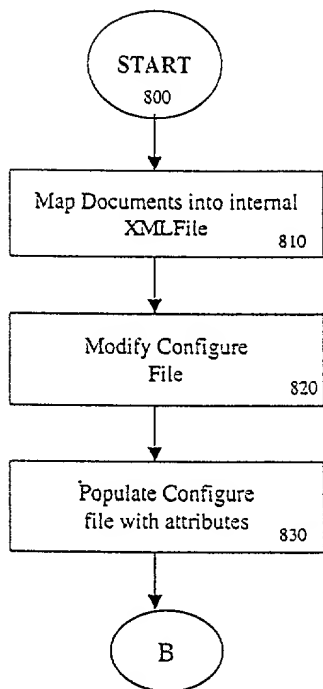 START
800
Map Documents into internal
XMLFile
810
Modify Configure
File
820
Populate Configure
file with attributes
830
B